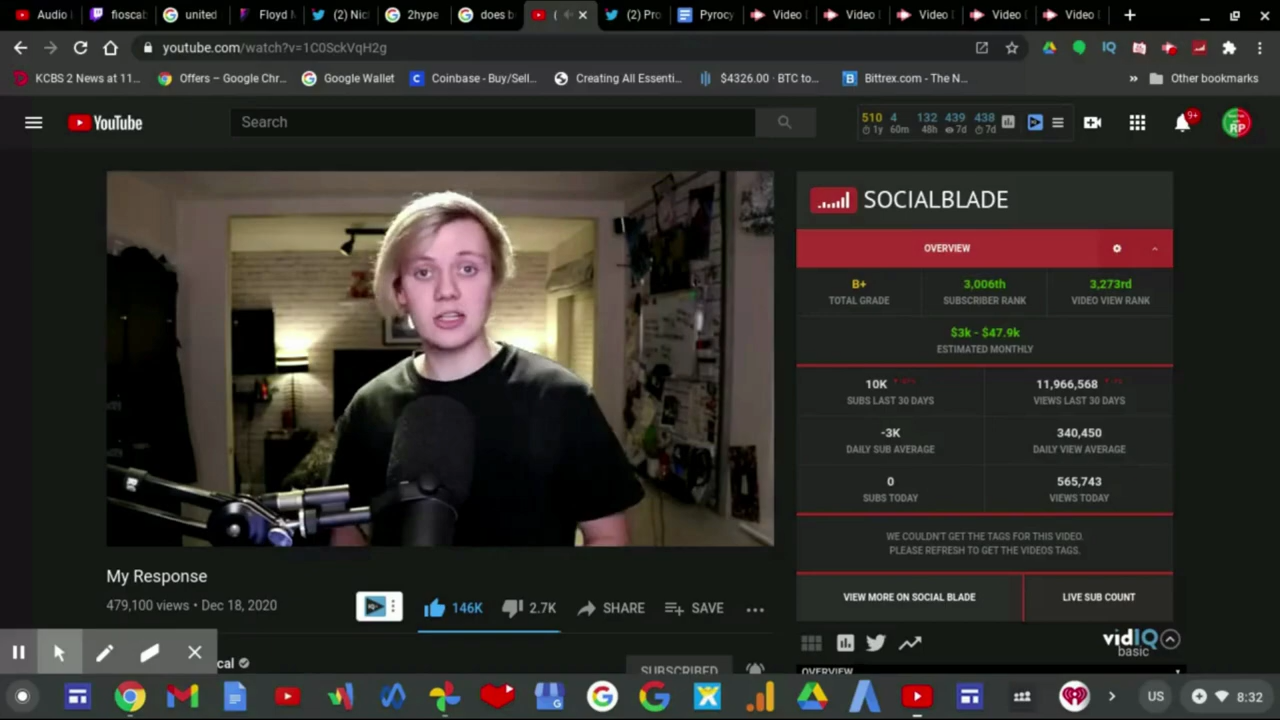 Audio
fioscab
united
Floyd M
(2) Nic
2hype
does b
(
(2) Pro
Pyrocy
Video
Video
Video
Video
Video
youtube.com/watch?v=1C0SckVqH2g
KCBS 2 News at 11...
Offers – Google Chr...
Google Wallet
Coinbase - Buy/Sell...
Creating All Essenti...
$4326.00 · BTC to...
Bittrex.com - The N...
» Other bookmarks
YouTube
Search
510 4 132 439 438
1y 60m 48h 7d 7d
9+
RP
SOCIALBLADE
OVERVIEW
B+ 3,006th 3,273rd
TOTAL GRADE SUBSCRIBER RANK VIDEO VIEW RANK
$3k - $47.9k
ESTIMATED MONTHLY
10K 11,966,568
SUBS LAST 30 DAYS VIEWS LAST 30 DAYS
-3K 340,450
DAILY SUB AVERAGE DAILY VIEW AVERAGE
0 565,743
SUBS TODAY VIEWS TODAY
WE COULDN'T GET THE TAGS FOR THIS VIDEO.
PLEASE REFRESH TO GET THE VIDEOS TAGS.
VIEW MORE ON SOCIAL BLADE LIVE SUB COUNT
My Response
479,100 views • Dec 18, 2020
146K 2.7K SHARE SAVE ...
vidIQ
basic
cal
SUBSCRIBED
OVERVIEW
US 8:32